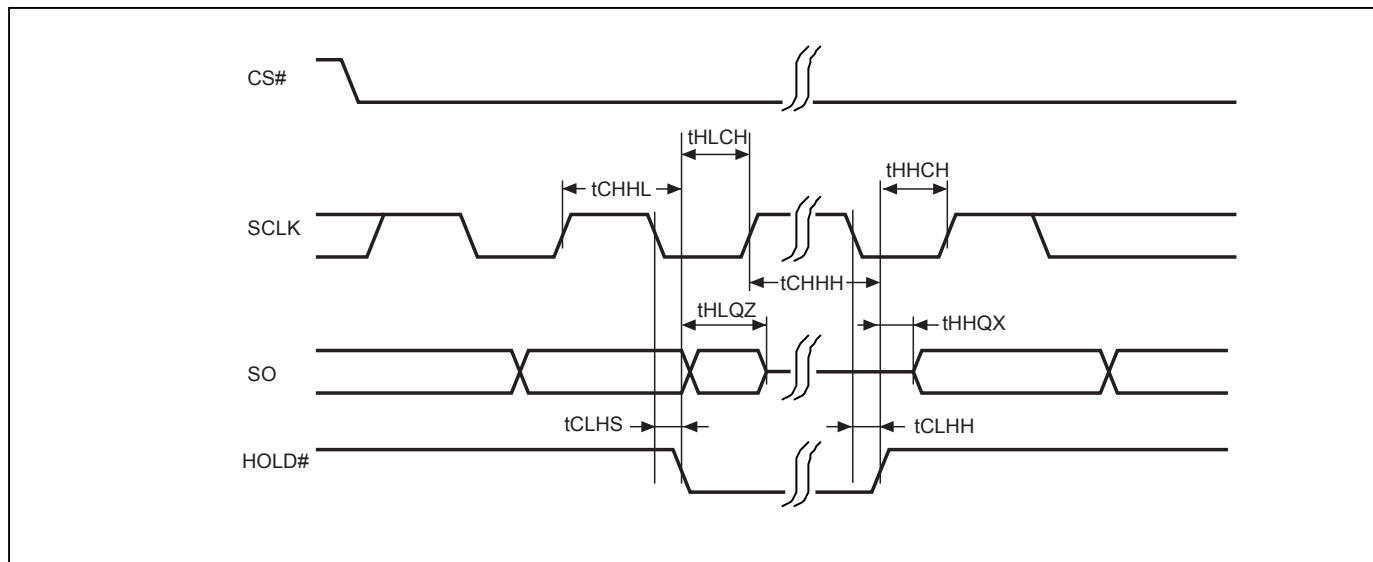 CS#
tHLCH
tHHCH
tCHHL
SCLK
tCHHH
tHLQZ
tHHQX
SO
tCLHS
tCLHH
HOLD#